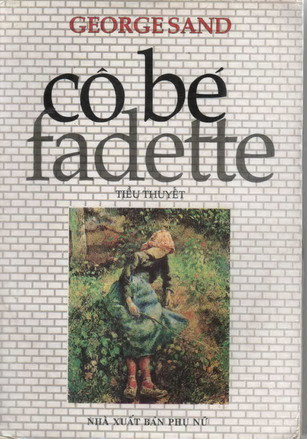 GEORGE SAND
cô bé
fadette
TIỂU THUYẾT
NHÀ XUẤT BẢN PHỤ NỮ